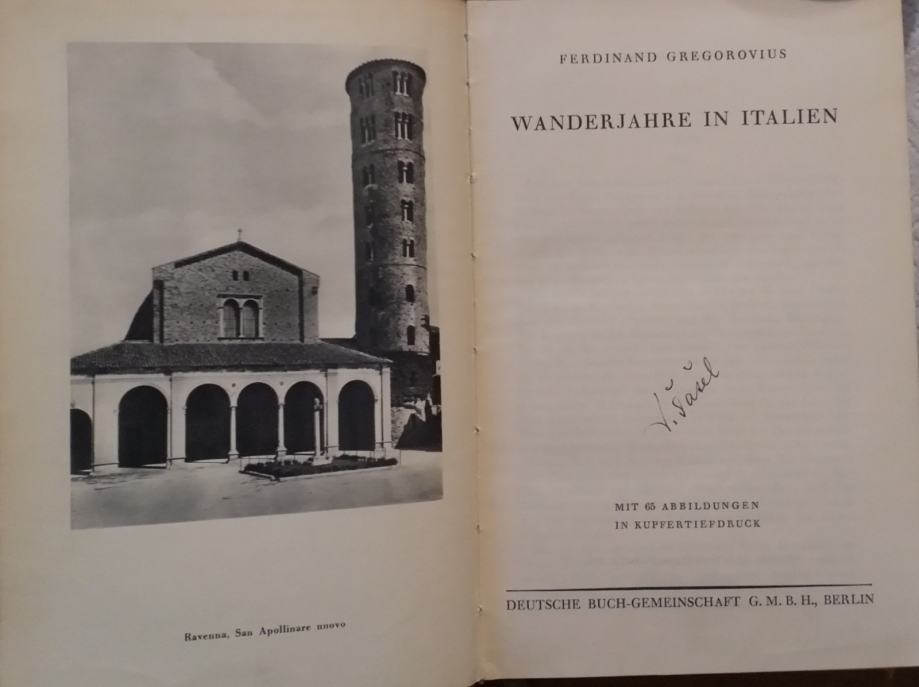 Ravenna, San Apollinare nuovo
FERDINAND GREGOROVIUS
WANDERJAHRE IN ITALIEN
MIT 65 ABBILDUNGEN
IN KUPFERTIEFDRUCK
DEUTSCHE BUCH-GEMEINSCHAFT G. M. B. H., BERLIN